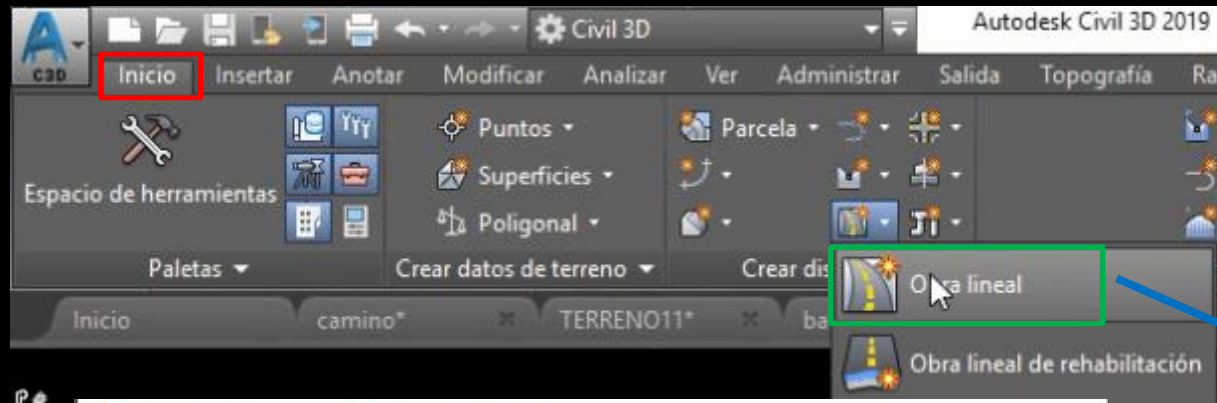 Civil 3D
Autodesk Civil 3D 2019
C3D
Inicio Insertar Anotar Modificar Analizar Ver Administrar Salida Topografía
Puntos
Parcela
Superficies
Espacio de herramientas
Poligonal
Paletas
Crear datos de terreno
Crear
Obra lineal
Inicio
camino*
TERRENO11*
Obra lineal de rehabilitación